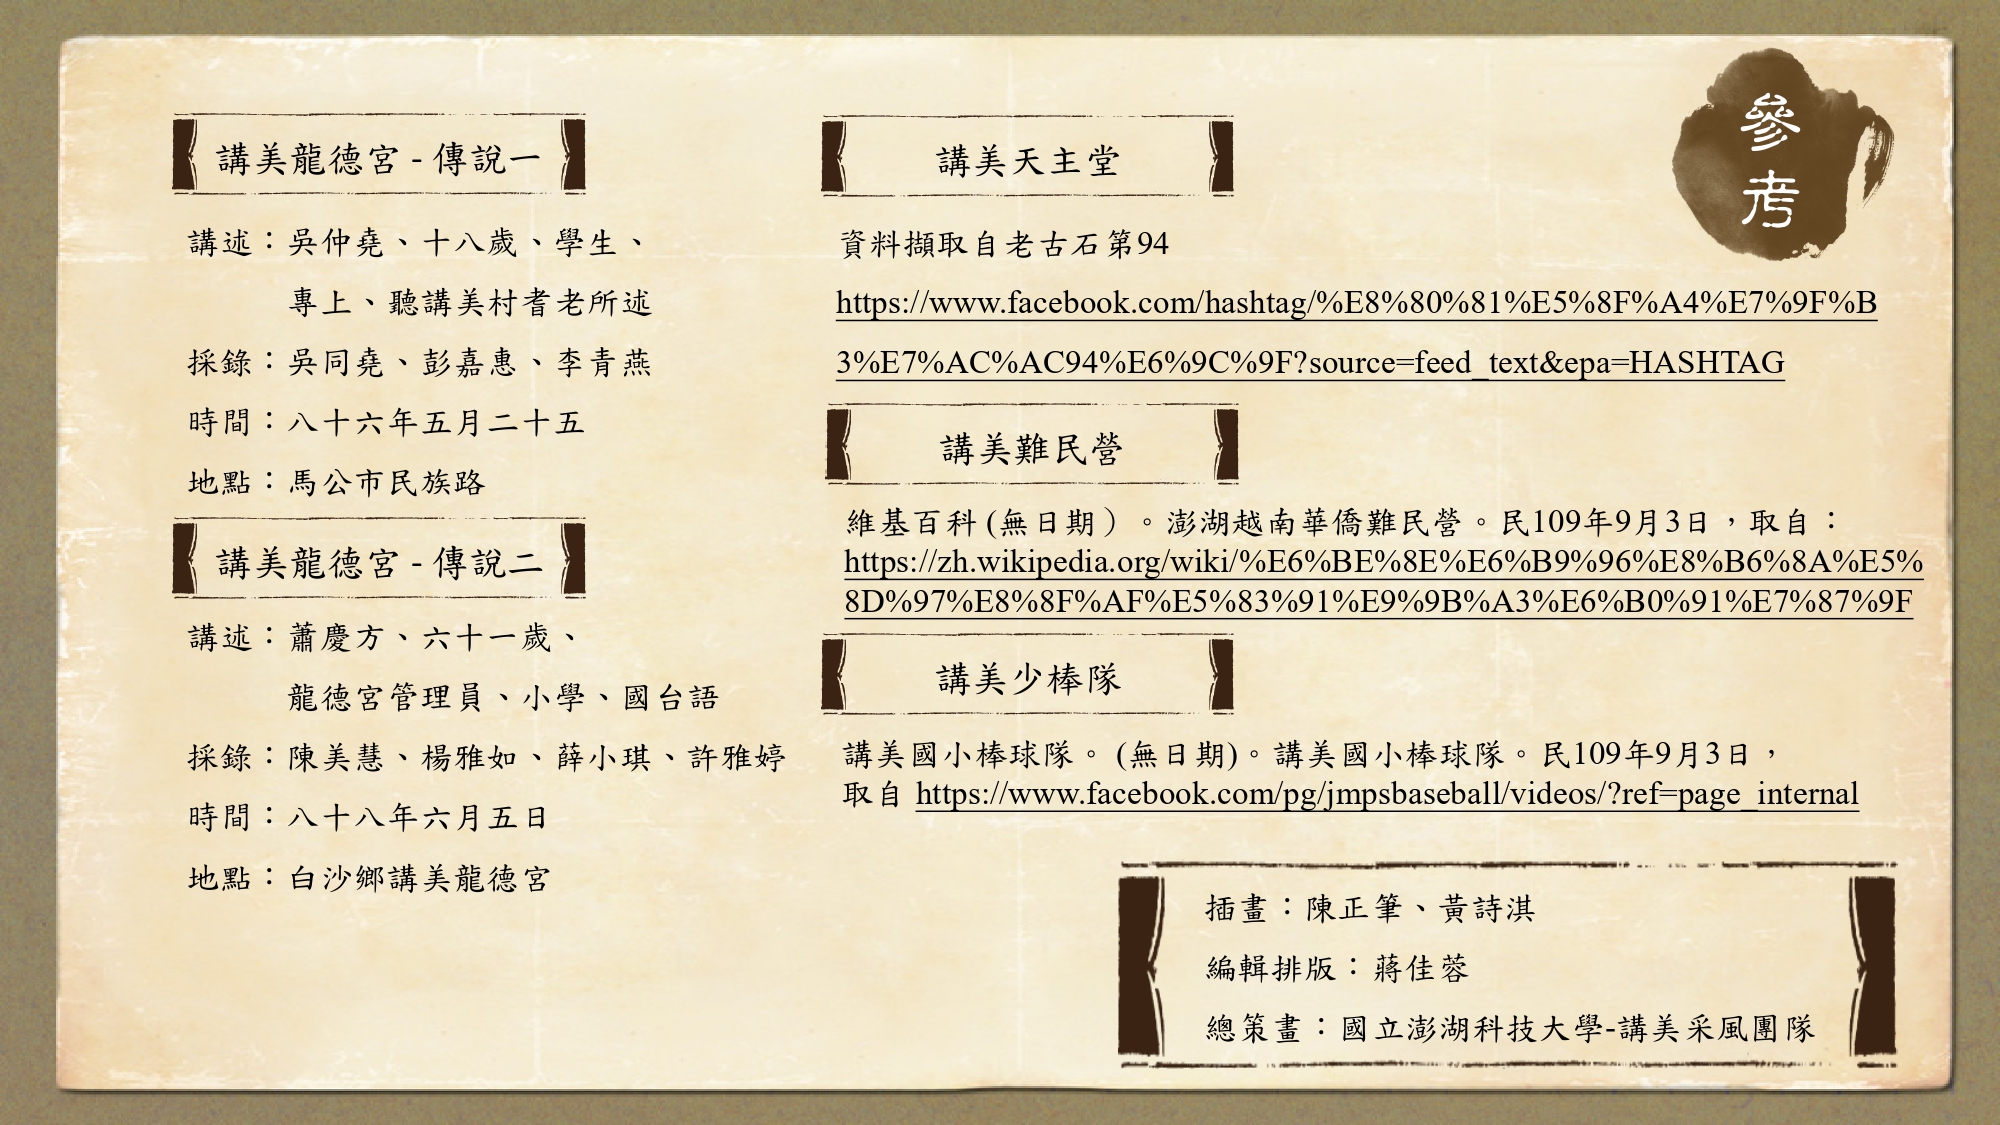 參考
講美龍德宮 - 傳說一
講述：吳仲堯、十八歲、學生、
專上、聽講美村耆老所述
採錄：吳同堯、彭嘉惠、李青燕
時間：八十六年五月二十五
地點：馬公市民族路
講美龍德宮 - 傳說二
講述：蕭慶方、六十一歲、
龍德宮管理員、小學、國台語
採錄：陳美慧、楊雅如、薛小琪、許雅婷
時間：八十八年六月五日
地點：白沙鄉講美龍德宮
講美天主堂
資料擷取自老古石第94
https://www.facebook.com/hashtag/%E8%80%81%E5%8F%A4%E7%9F%B
3%E7%AC%AC94%E6%9C%9F?source=feed_text&epa=HASHTAG
講美難民營
維基百科 (無日期）。澎湖越南華僑難民營。民109年9月3日，取自：
https://zh.wikipedia.org/wiki/%E6%BE%8E%E6%B9%96%E8%B6%8A%E5%
8D%97%E8%8F%AF%E5%83%91%E9%9B%A3%E6%B0%91%E7%87%9F
講美少棒隊
講美國小棒球隊。 (無日期)。講美國小棒球隊。民109年9月3日，
取自 https://www.facebook.com/pg/jmpsbaseball/videos/?ref=page_internal
插畫：陳正筆、黃詩淇
編輯排版：蔣佳蓉
總策畫：國立澎湖科技大學-講美采風團隊